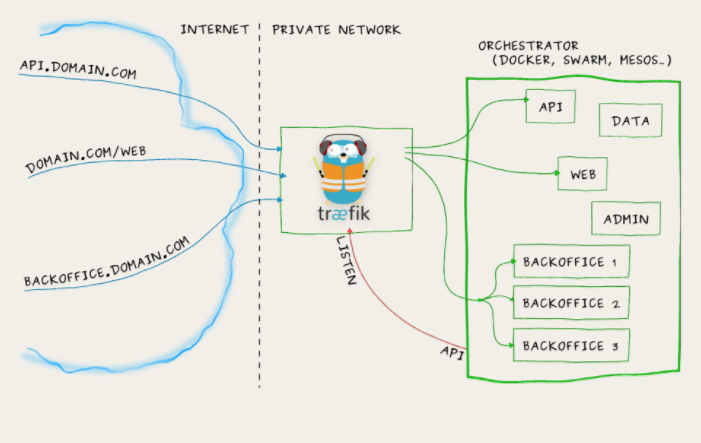 INTERNET
PRIVATE NETWORK
API.DOMAIN.COM
DOMAIN.COM/WEB
BACKOFFICE.DOMAIN.COM
træfik
LISTEN
API
ORCHESTRATOR
(DOCKER, SWARM, MESOS...)
API
DATA
WEB
ADMIN
BACKOFFICE 1
BACKOFFICE 2
BACKOFFICE 3